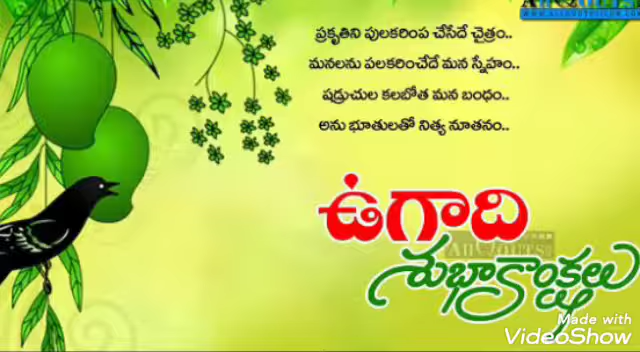 ప్రకృతిని పులకరింప చేసేదే చైత్రం..
మనలను పలకరించేదే మన స్నేహం..
షడ్రుచుల కలబోత మన బంధం..
అను భూతులతో నిత్య నూతనం..
ఉగాది
శుభాకాంక్షలు
Made with
VideoShow